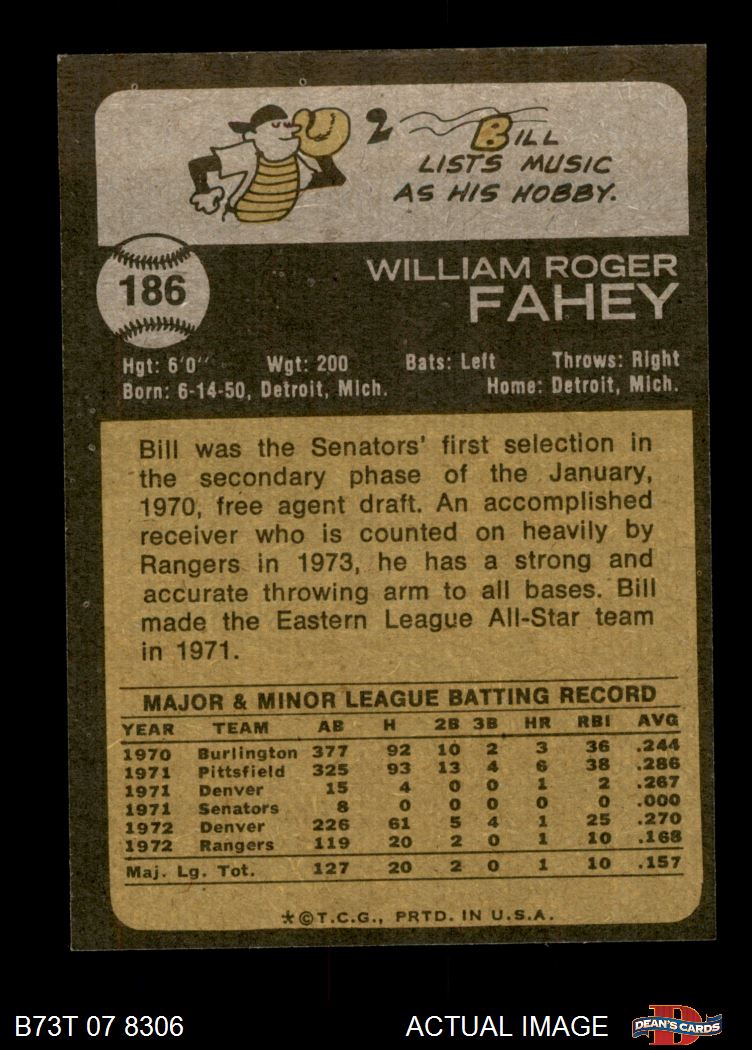 2 BILL
LISTS MUSIC
AS HIS HOBBY.
186
WILLIAM ROGER
FAHEY
Hgt: 6'0" Wgt: 200 Bats: Left Throws: Right
Born: 6-14-50, Detroit, Mich. Home: Detroit, Mich.
Bill was the Senators' first selection in
the secondary phase of the January,
1970, free agent draft. An accomplished
receiver who is counted on heavily by
Rangers in 1973, he has a strong and
accurate throwing arm to all bases. Bill
made the Eastern League All-Star team
in 1971.
MAJOR & MINOR LEAGUE BATTING RECORD
YEAR TEAM AB H 2B 3B HR RBI AVG
1970 Burlington 377 92 10 2 3 36 .244
1971 Pittsfield 325 93 13 4 6 38 .286
1971 Denver 15 4 0 0 1 2 .267
1971 Senators 8 0 0 0 0 0 .000
1972 Denver 226 61 5 4 1 25 .270
1972 Rangers 119 20 2 0 1 10 .168
Maj. Lg. Tot. 127 20 2 0 1 10 .157
*©T.C.G., PRTD. IN U.S.A.
B73T 07 8306 ACTUAL IMAGE D DEAN'S CARDS